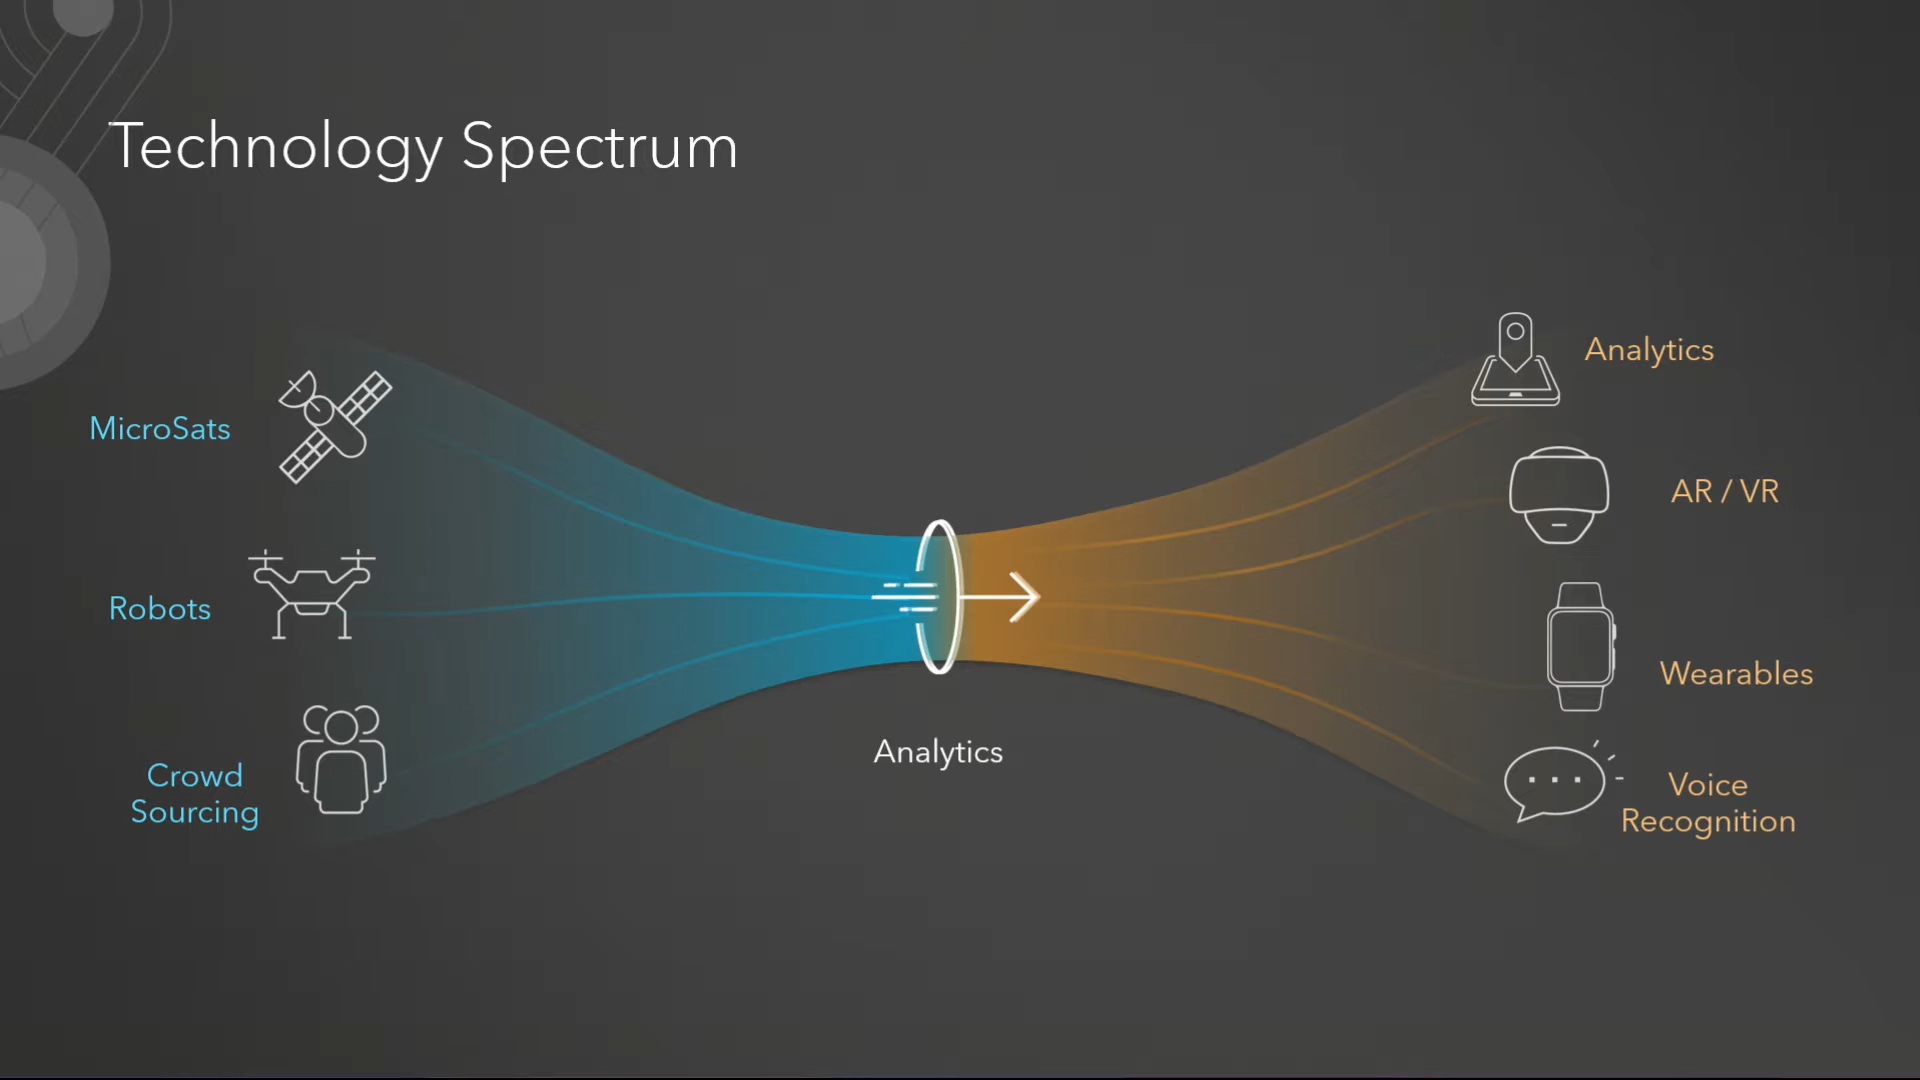 Technology Spectrum
MicroSats
Robots
Crowd
Sourcing
Analytics
Analytics
AR / VR
Wearables
Voice
Recognition